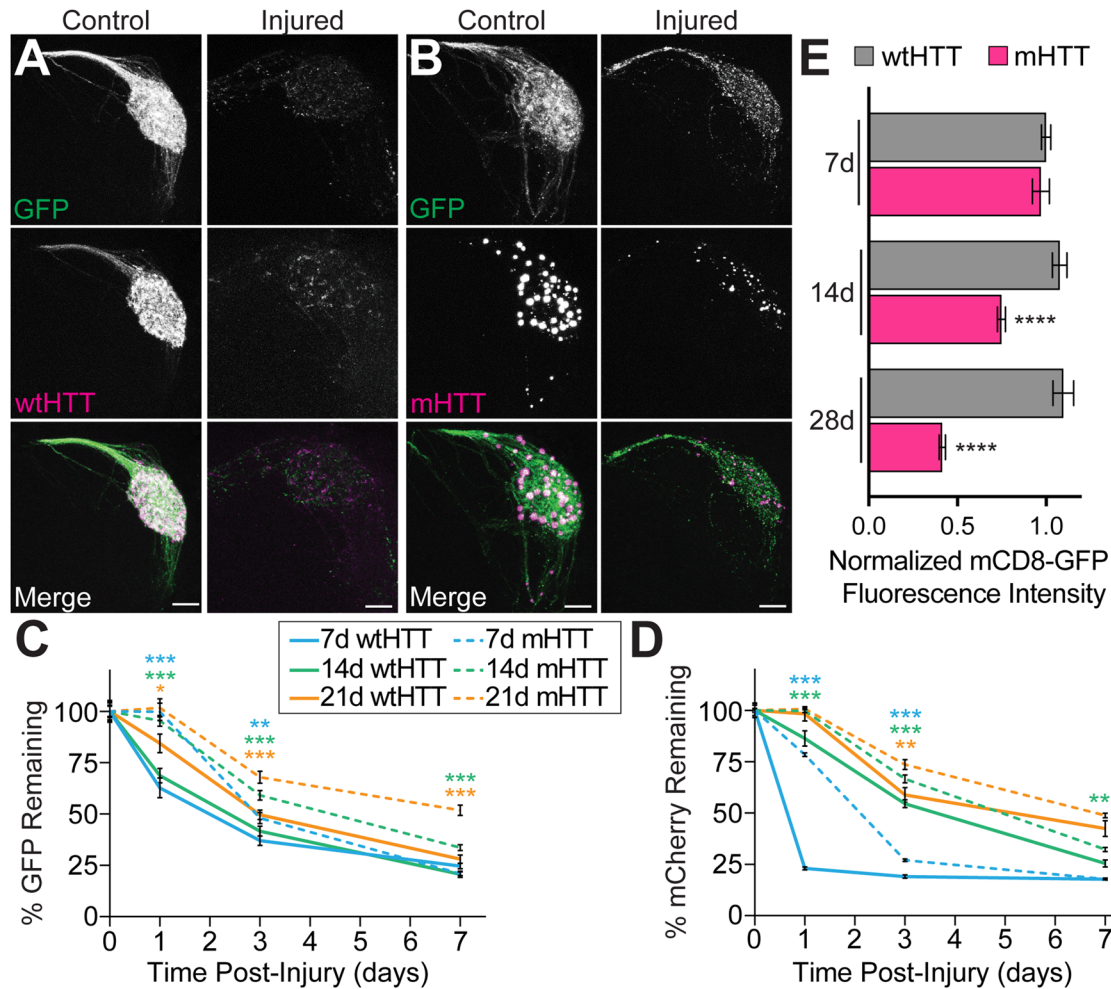 Control
Injured
Control
Injured
A
B
GFP
GFP
wtHTT
mHTT
Merge
Merge
E
wtHTT
mHTT
7d
14d
****
28d
****
0.0
0.5
1.0
Normalized mCD8-GFP
Fluorescence Intensity
C
7d wtHTT
7d mHTT
14d wtHTT
14d mHTT
21d wtHTT
21d mHTT
% GFP Remaining
100
75
50
25
0
***
***
*
**
***
***
***
***
0
1
2
3
4
5
6
7
Time Post-Injury (days)
D
% mCherry Remaining
100
75
50
25
0
***
***
***
***
**
**
0
1
2
3
4
5
6
7
Time Post-Injury (days)